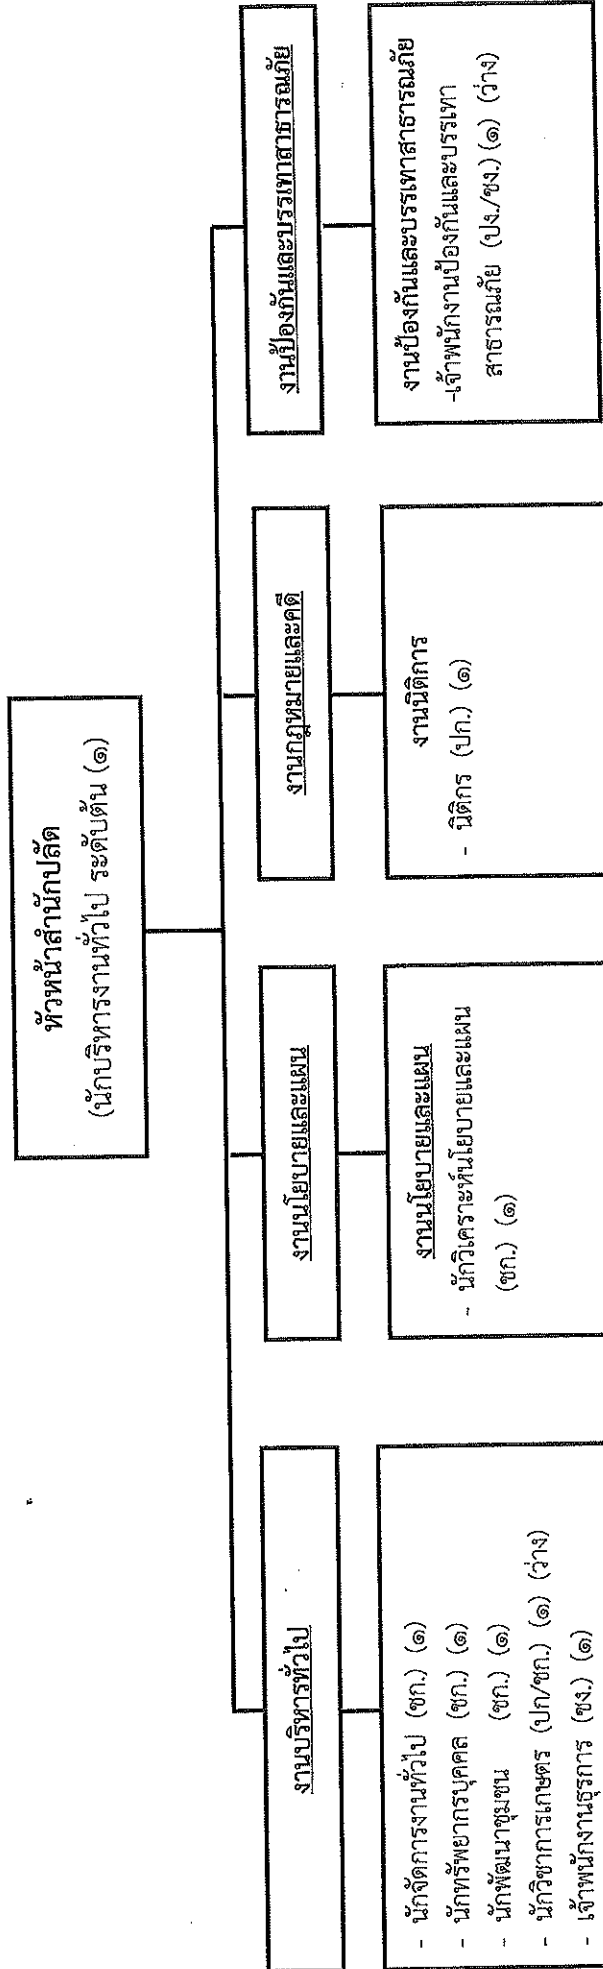 หัวหน้าสำนักปลัด
(นักบริหารงานทั่วไป ระดับต้น (๑)
งานบริหารทั่วไป
- นักจัดการงานทั่วไป (ชก.) (๑)
- นักทรัพยากรบุคคล (ชก.) (๑)
- นักพัฒนาชุมชน (ชก.) (๑)
- นักวิชาการเกษตร (ปก/ชก.) (๑) (ว่าง)
- เจ้าพนักงานธุรการ (ชง.) (๑)
งานนโยบายและแผน
งานนโยบายและแผน
- นักวิเคราะห์นโยบายและแผน
(ชก.) (๑)
งานกฎหมายและคดี
งานนิติการ
- นิติกร (ปก.) (๑)
งานป้องกันและบรรเทาสาธารณภัย
งานป้องกันและบรรเทาสาธารณภัย
-เจ้าพนักงานป้องกันและบรรเทา
สาธารณภัย (ปง./ชง.) (๑) (ว่าง)